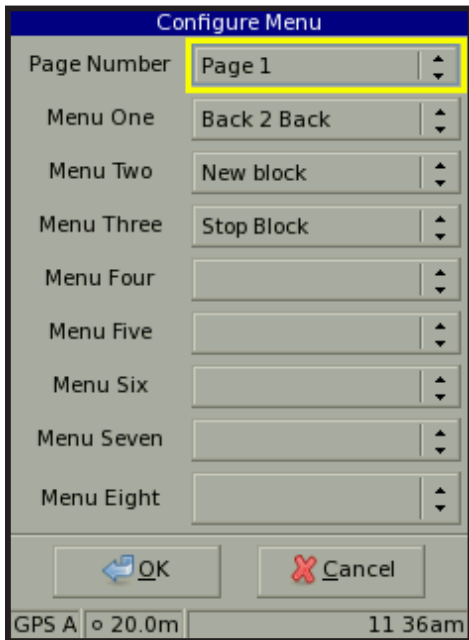 Configure Menu
Page Number Page 1
Menu One Back 2 Back
Menu Two New block
Menu Three Stop Block
Menu Four
Menu Five
Menu Six
Menu Seven
Menu Eight
OK Cancel
GPS A 20.0m 11 36am